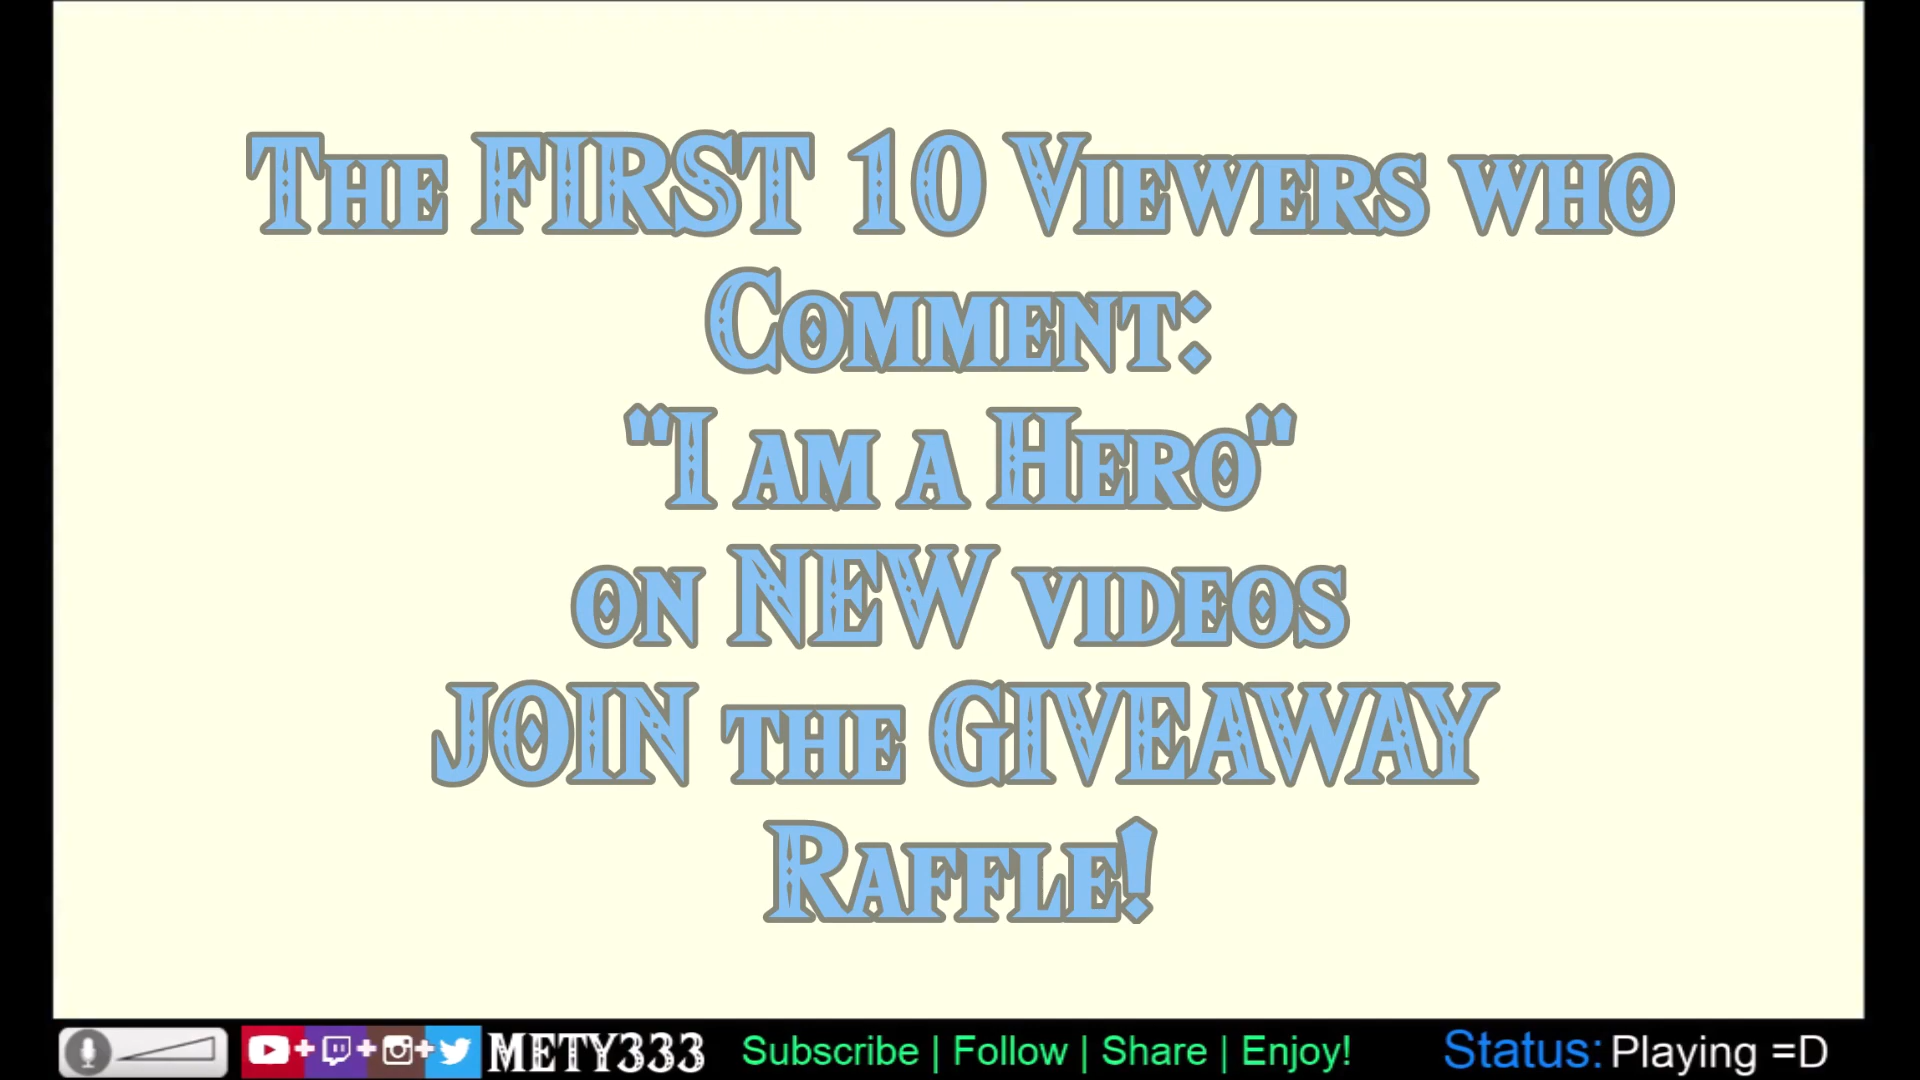 The FIRST 10 Viewers who
Comment:
"I am a Hero"
on NEW videos
JOIN the GIVEAWAY
Raffle!
METY333 Subscribe | Follow | Share | Enjoy! Status: Playing =D